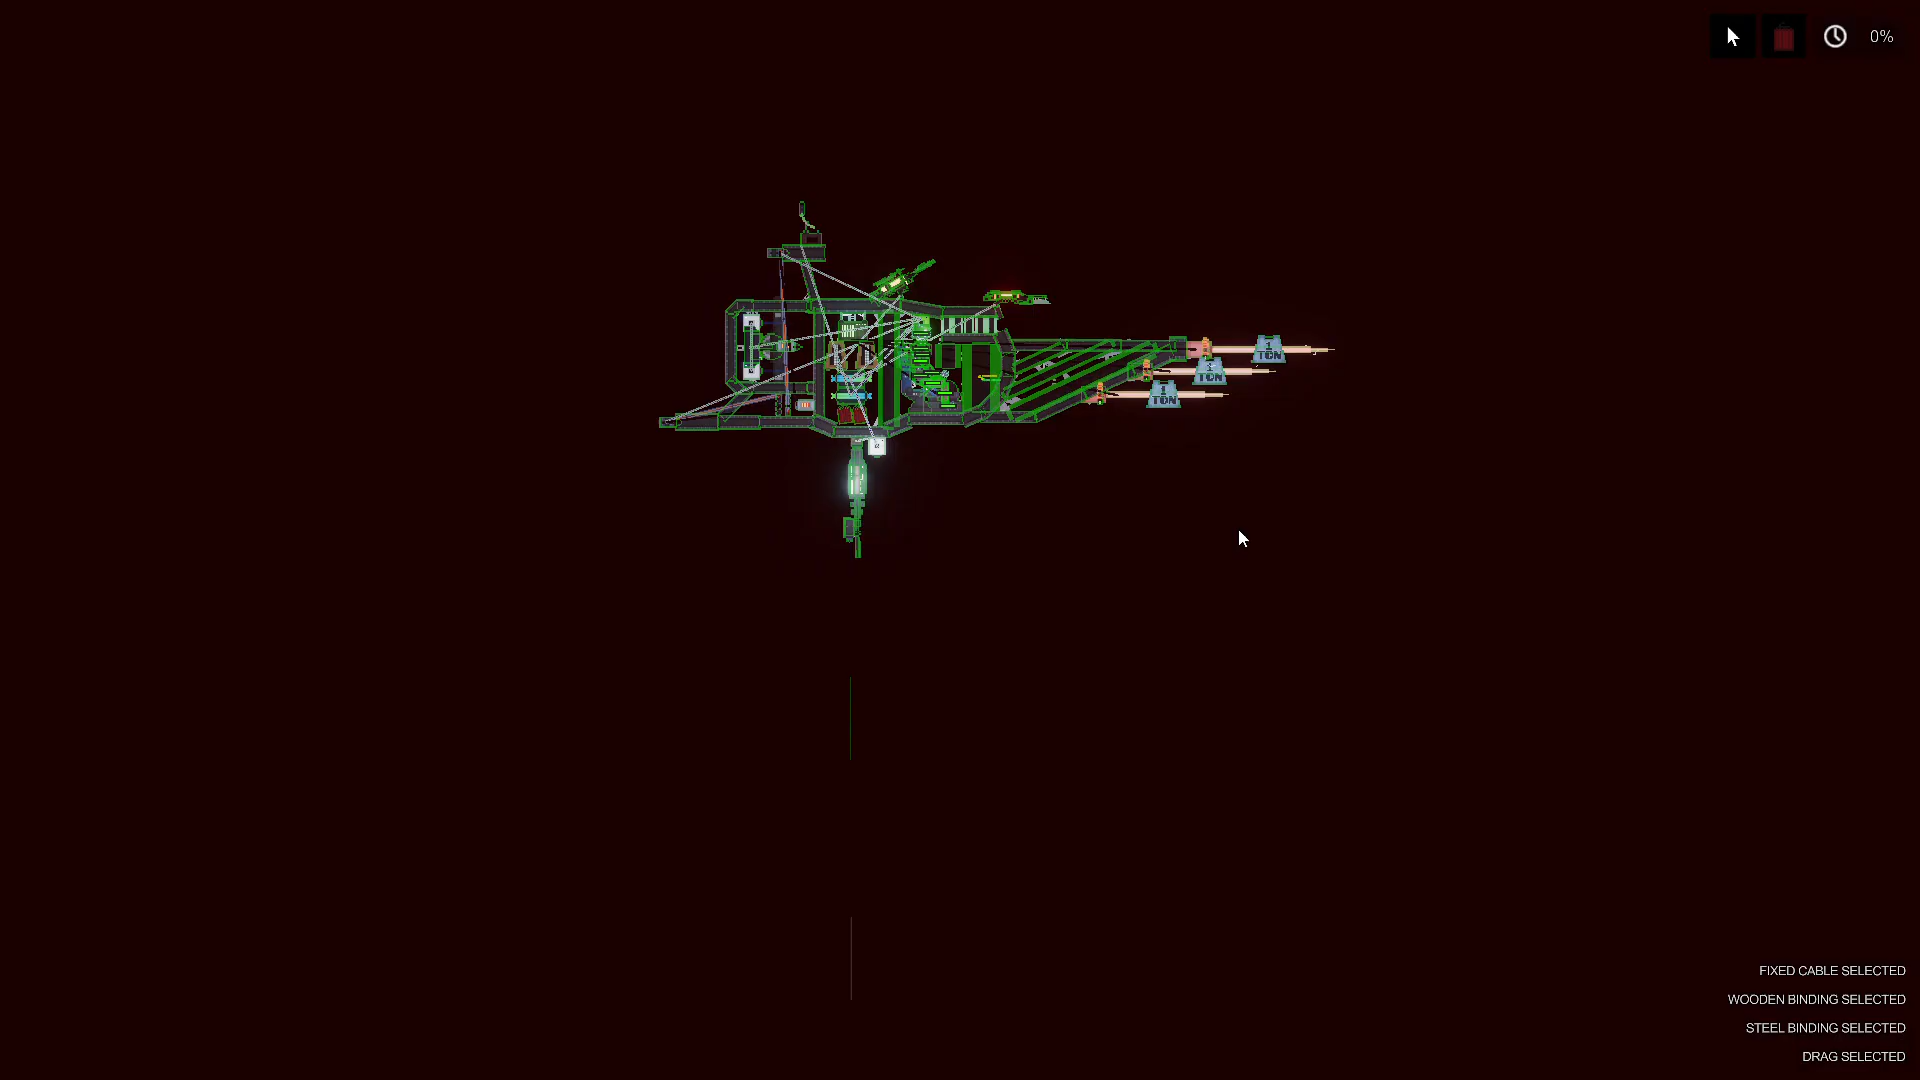 0%
1
TON
1
TON
1
TON
FIXED CABLE SELECTED
WOODEN BINDING SELECTED
STEEL BINDING SELECTED
DRAG SELECTED